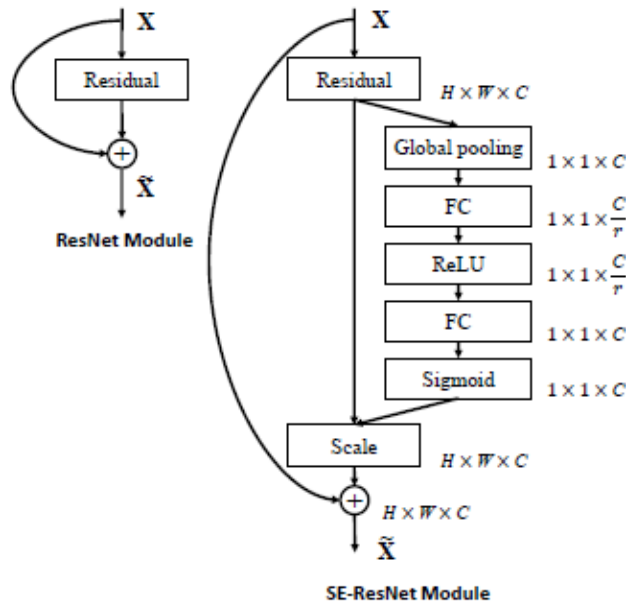 X
Residual
+
X̃
ResNet Module
X
Residual
H × W × C
Global pooling
1 × 1 × C
FC
1 × 1 × C/r
ReLU
1 × 1 × C/r
FC
1 × 1 × C
Sigmoid
1 × 1 × C
Scale
H × W × C
+
H × W × C
X̃
SE-ResNet Module